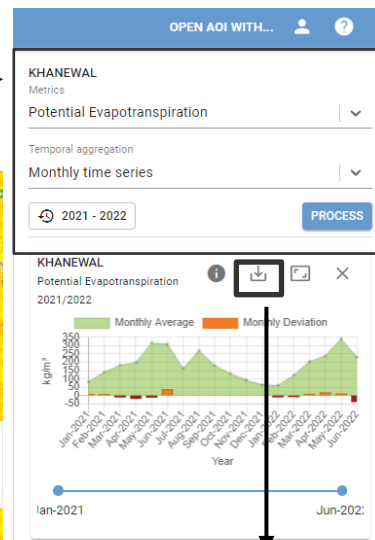 OPEN AOI WITH...
KHANEWAL
Metrics
Potential Evapotranspiration
Temporal aggregation
Monthly time series
2021 - 2022
PROCESS
KHANEWAL
Potential Evapotranspiration
2021/2022
Monthly Average
Monthly Deviation
kg/m²
350
300
250
200
150
100
50
0
-50
Jan-2021
Feb-2021
Mar-2021
Apr-2021
May-2021
Jun-2021
Jul-2021
Aug-2021
Sep-2021
Oct-2021
Nov-2021
Dec-2021
Jan-2022
Feb-2022
Mar-2022
Apr-2022
May-2022
Jun-2022
Year
Jan-2021
Jun-202